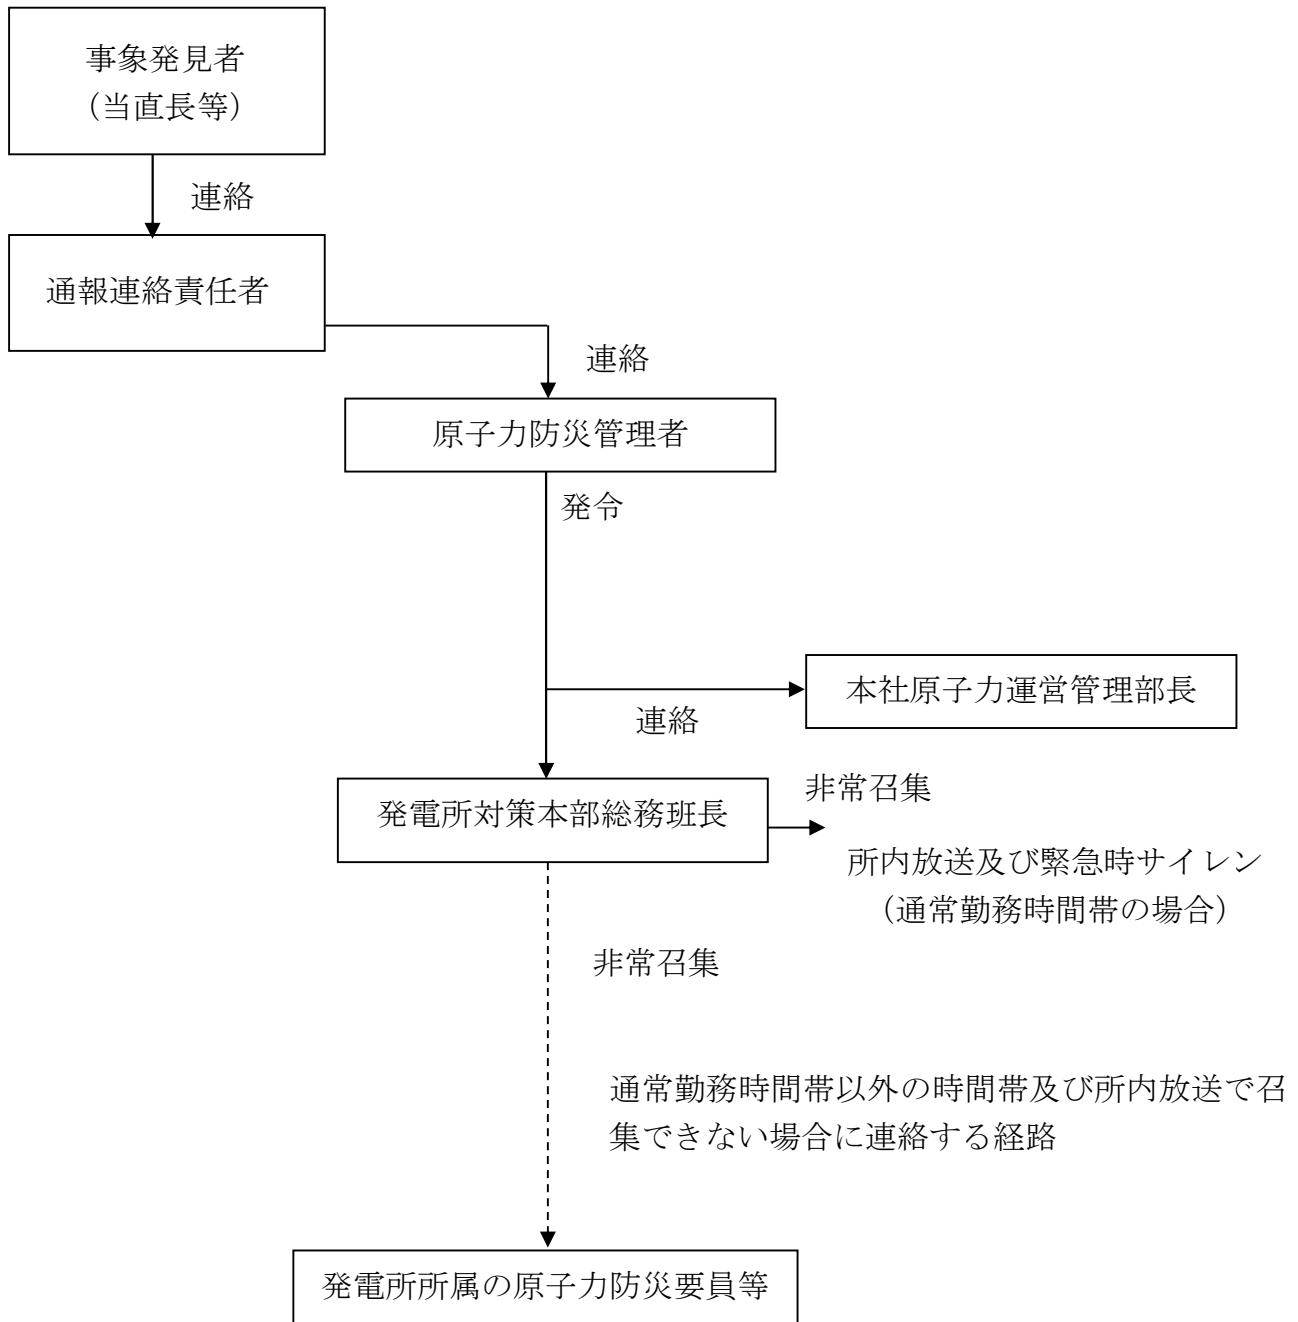 事象発見者
（当直長等）
連絡
通報連絡責任者
連絡
原子力防災管理者
発令
本社原子力運営管理部長
連絡
発電所対策本部総務班長
非常召集
所内放送及び緊急時サイレン
（通常勤務時間帯の場合）
非常召集
通常勤務時間帯以外の時間帯及び所内放送で召
集できない場合に連絡する経路
発電所所属の原子力防災要員等